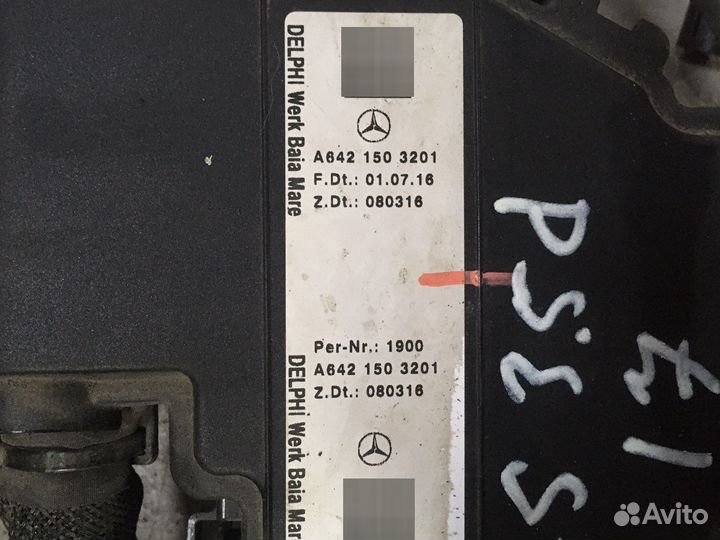 DELPHI Werk Baia Mare
A642 150 3201
F.Dt.: 01.07.16
Z.Dt.: 080316
Per-Nr.: 1900
A642 150 3201
Z.Dt.: 080316
DELPHI Werk Baia Mar
Avito